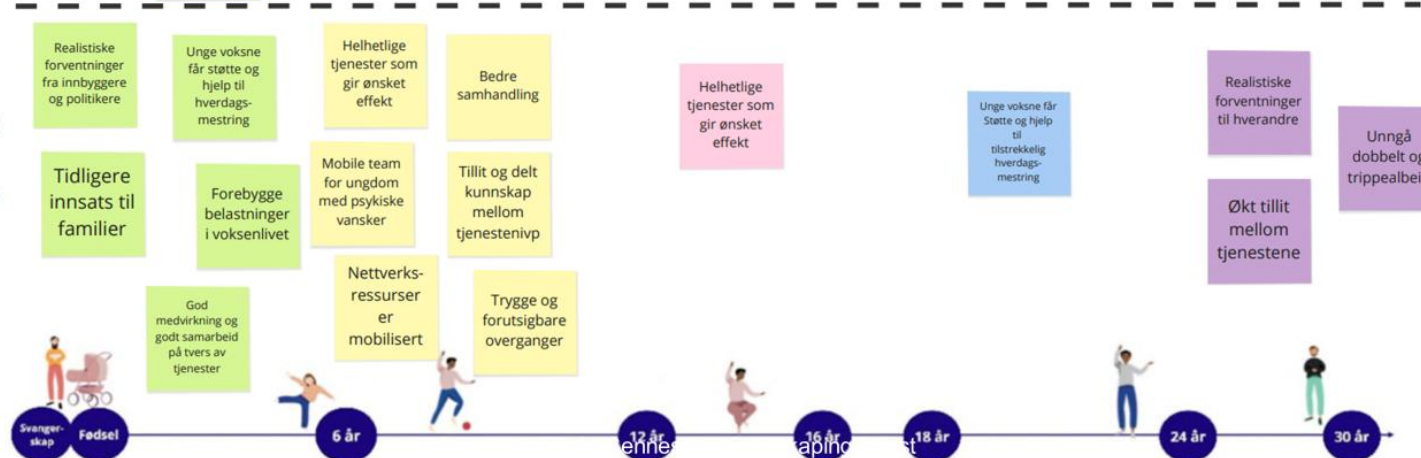 Realistiske
forventninger
fra innbyggere
og politikere
Unge voksne
får støtte og
hjelp til
hverdags-
mestring
Helhetlige
tjenester som
gir ønsket
effekt
Bedre
samhandling
Helhetlige
tjenester som
gir ønsket
effekt
Unge voksne får
Støtte og hjelp
til
tilstrekkelig
hverdags-
mestring
Realistiske
forventninger
til hverandre
Unngå
dobbelt og
trippealbei
Tidligere
innsats til
familier
Forebygge
belastninger
i voksenlivet
Mobile team
for ungdom
med psykiske
vansker
Tillit og delt
kunnskap
mellom
tjenestenivp
Økt tillit
mellom
tjenestene
God
medvirkning og
godt samarbeid
på tvers av
tjenester
Nettverks-
ressurser
er
mobilisert
Trygge og
forutsigbare
overganger
Svanger-
skap
Fødsel
6 år
12 år
16 år
18 år
24 år
30 år